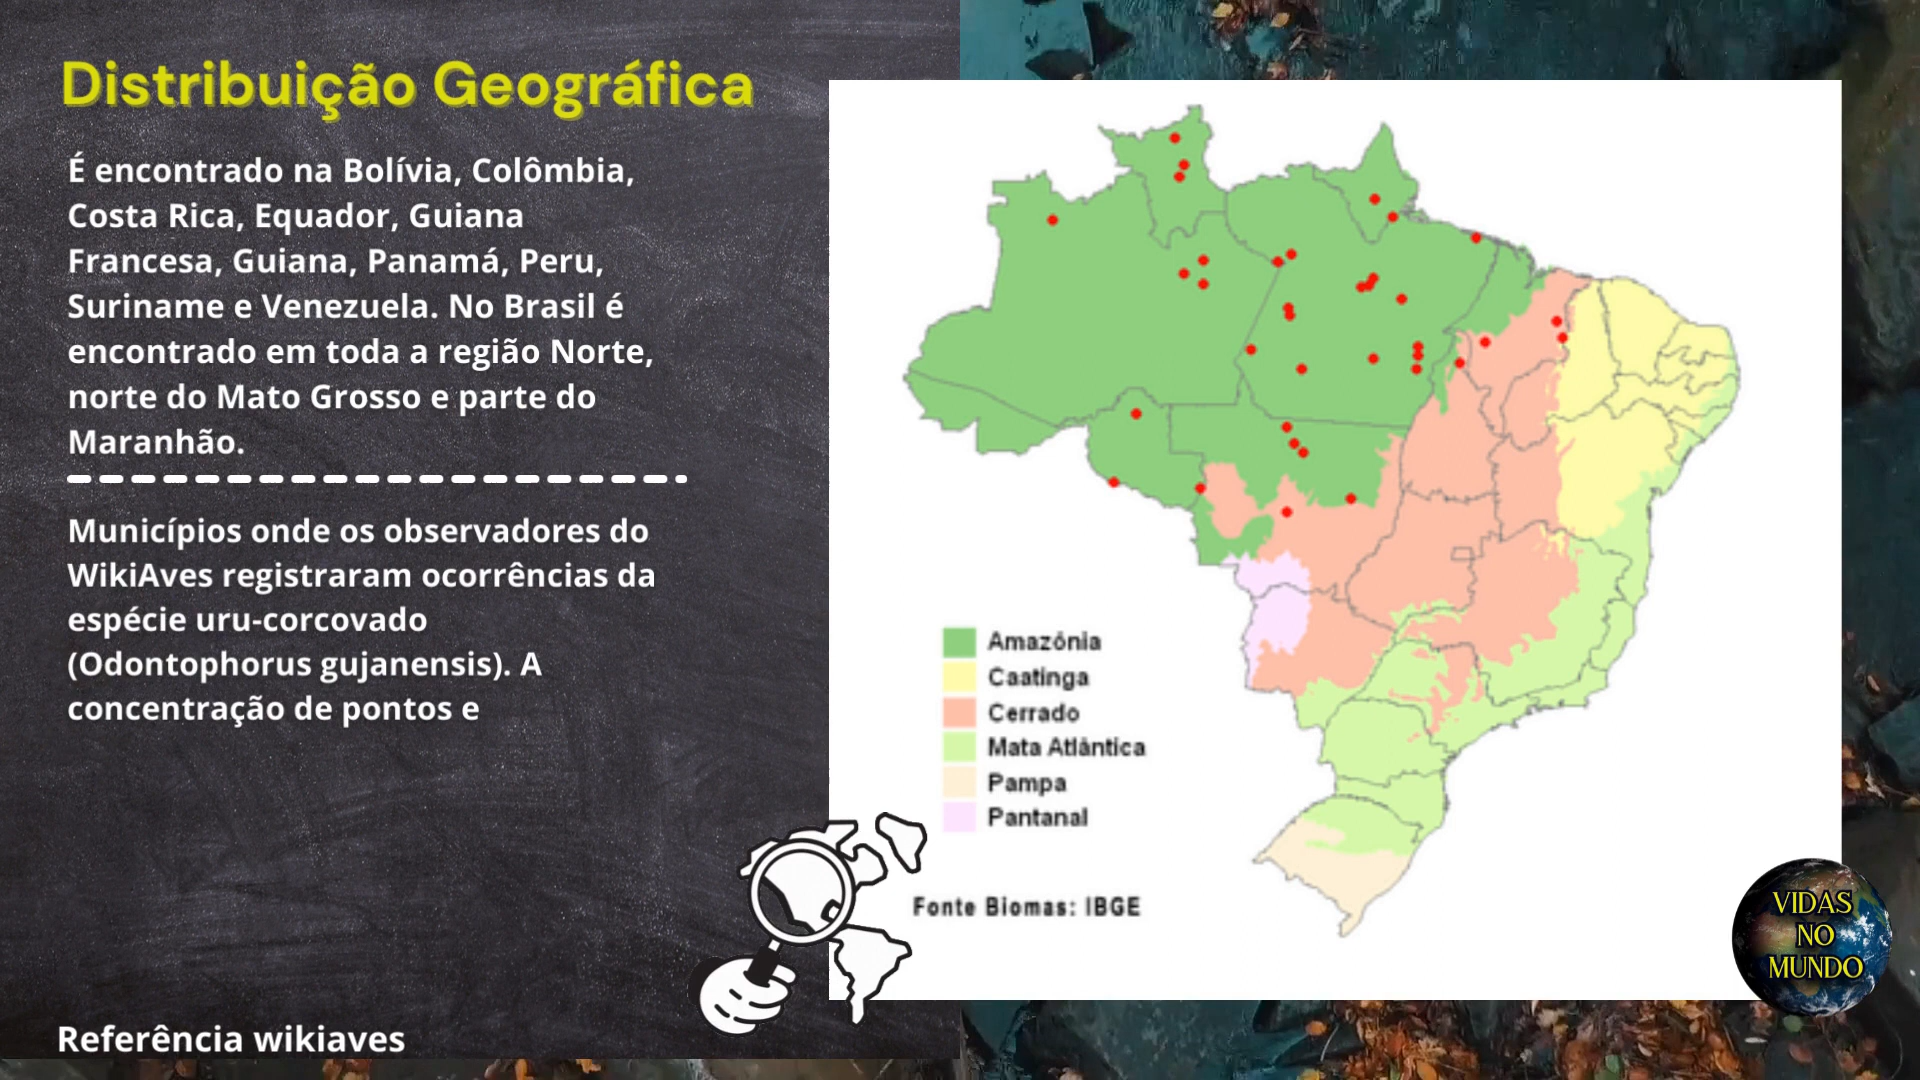 Distribuição Geográfica
É encontrado na Bolívia, Colômbia,
Costa Rica, Equador, Guiana
Francesa, Guiana, Panamá, Peru,
Suriname e Venezuela. No Brasil é
encontrado em toda a região Norte,
norte do Mato Grosso e parte do
Maranhão.
Municípios onde os observadores do
WikiAves registraram ocorrências da
espécie uru-corcovado
(Odontophorus gujanensis). A
concentração de pontos e
Referência wikiaves
Amazônia
Caatinga
Cerrado
Mata Atlântica
Pampa
Pantanal
Fonte Biomas: IBGE
VIDAS
NO
MUNDO